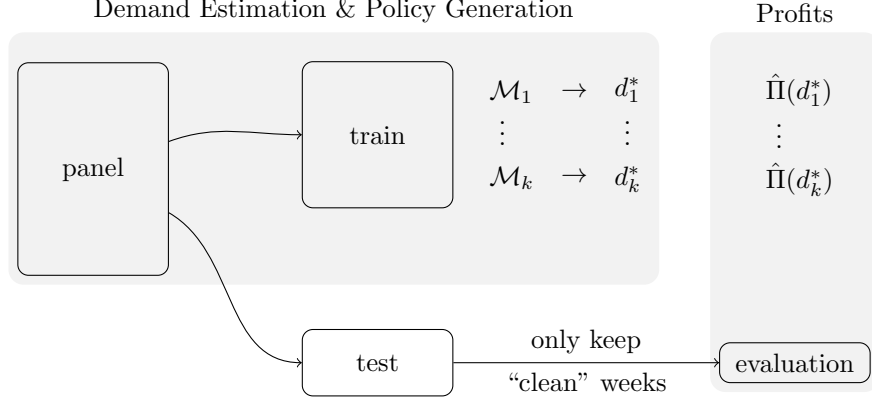 Demand Estimation & Policy Generation
Profits
panel
train
ℳ₁ → d₁*
⋮ ⋮
ℳₖ → dₖ*
Π̂(d₁*)
⋮
Π̂(dₖ*)
test
only keep
“clean” weeks
evaluation